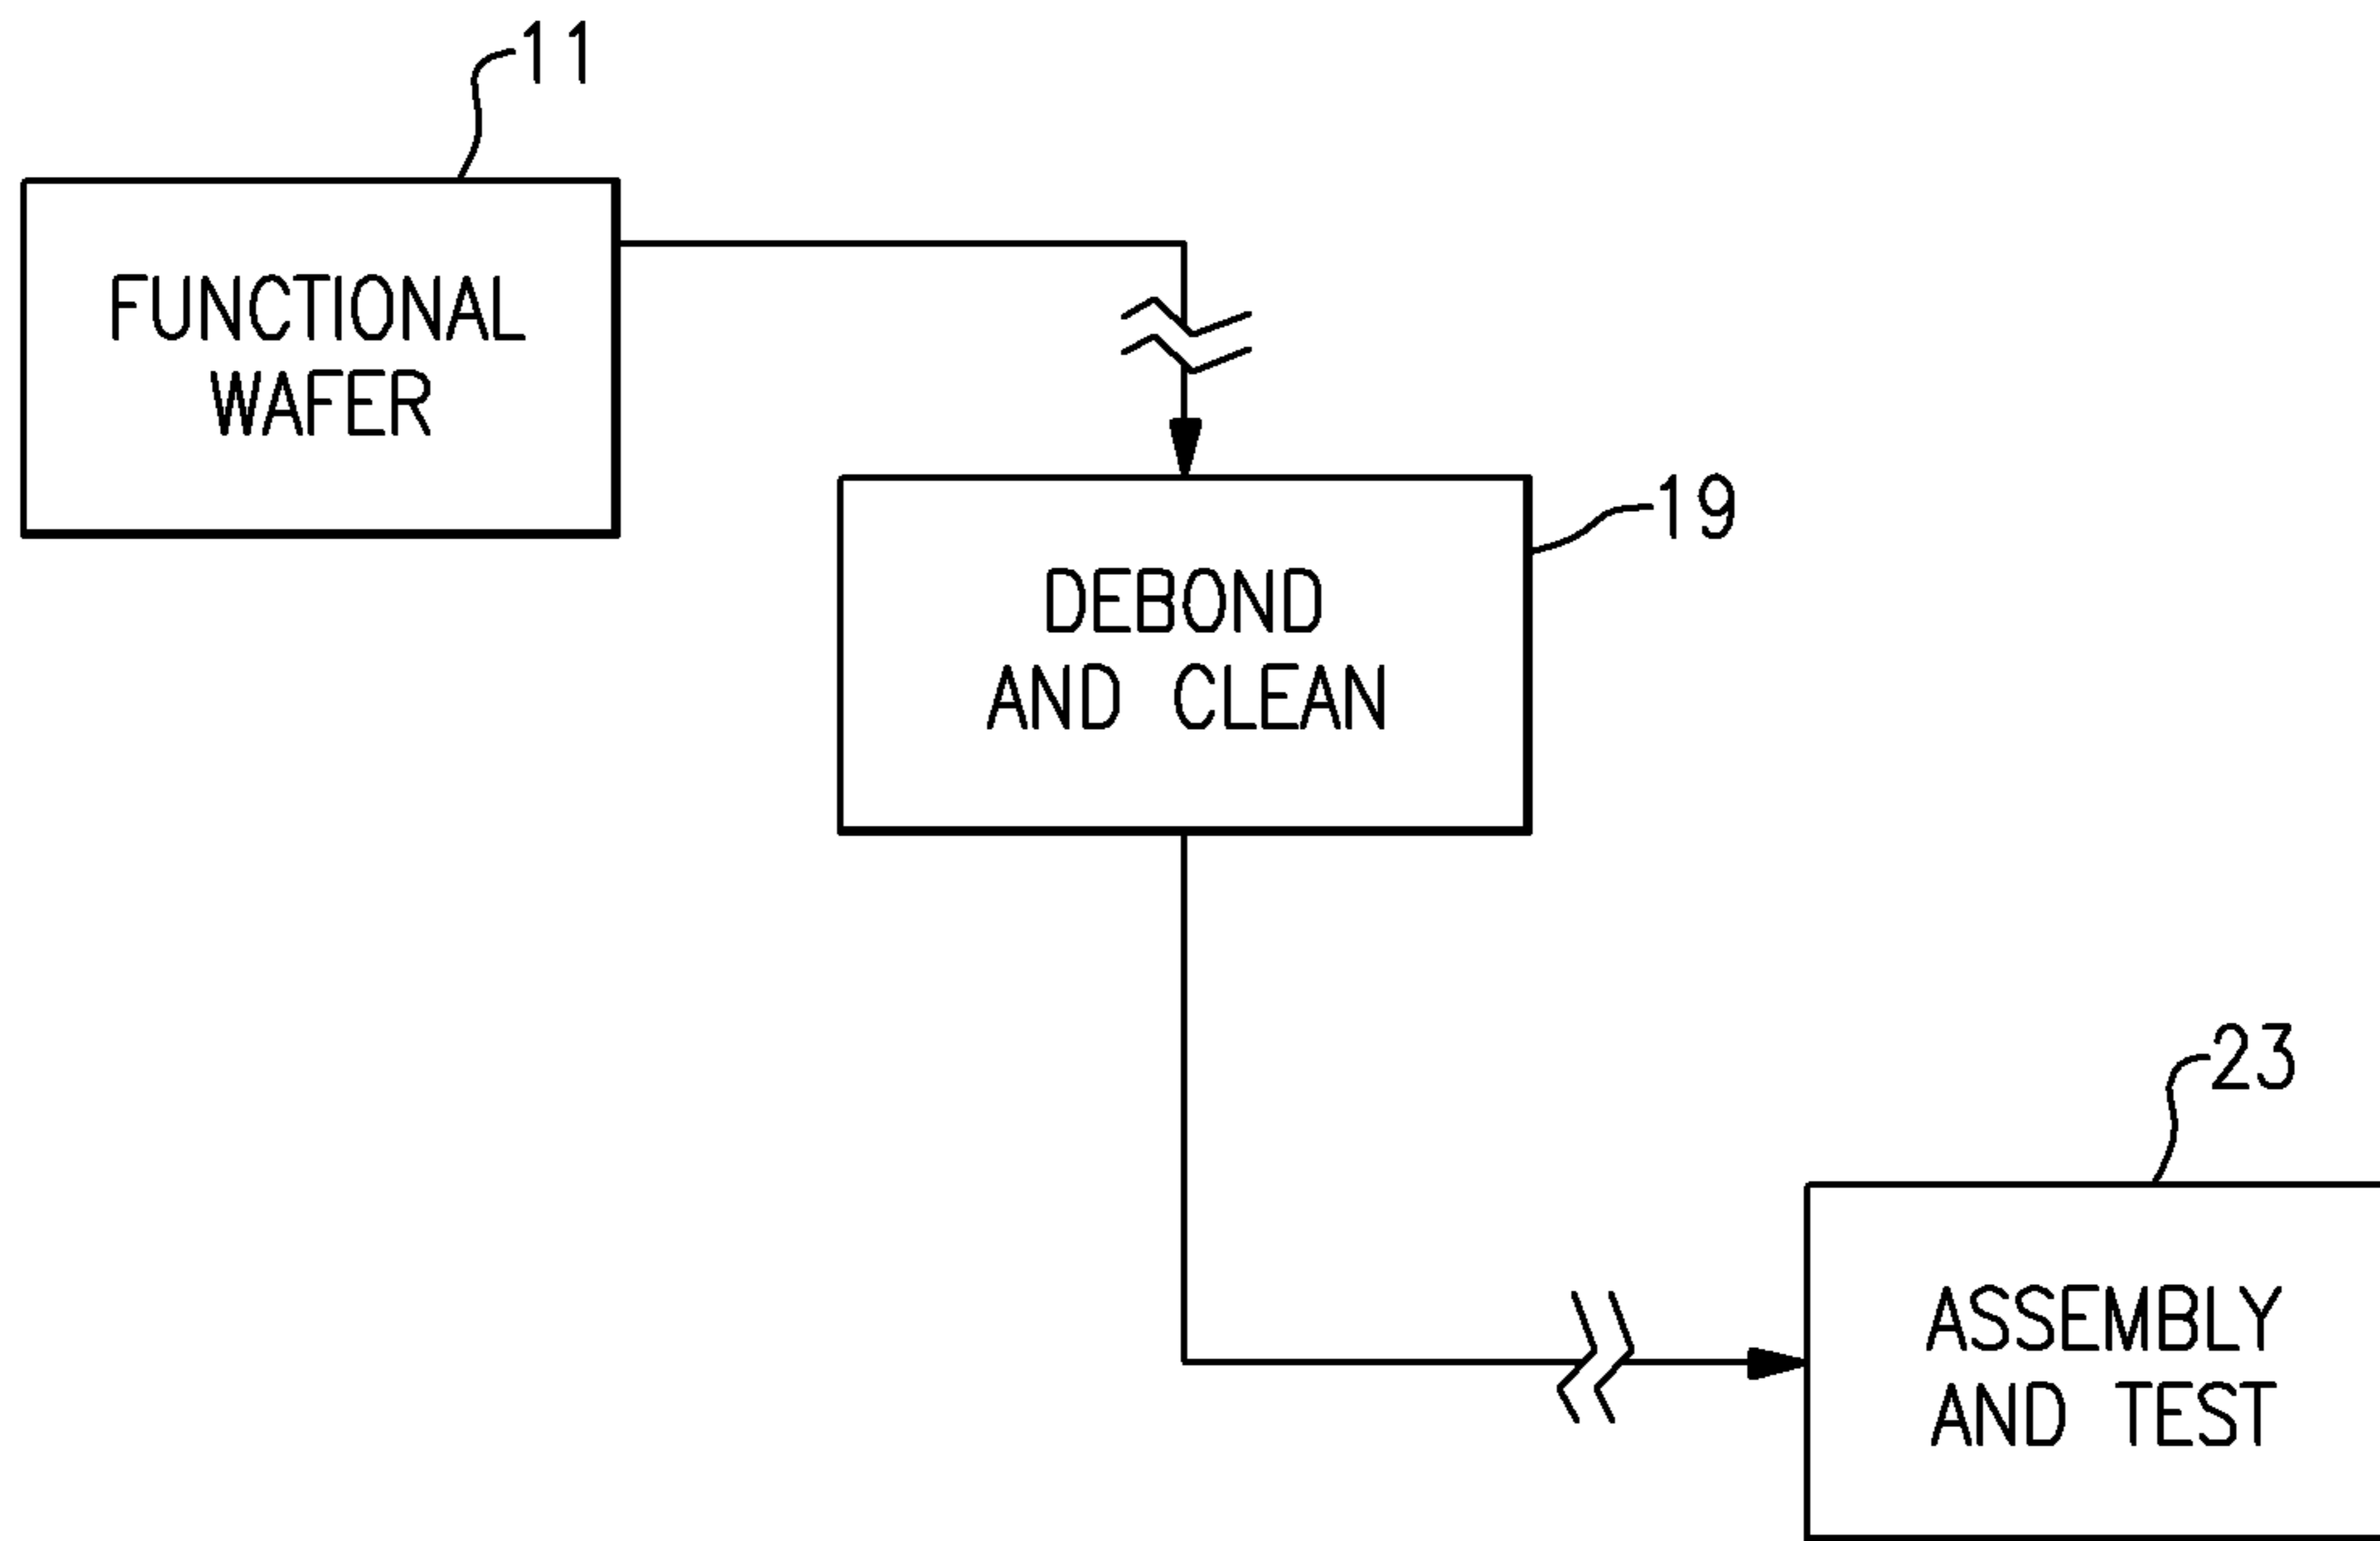 11
FUNCTIONAL
WAFER
19
DEBOND
AND CLEAN
23
ASSEMBLY
AND TEST